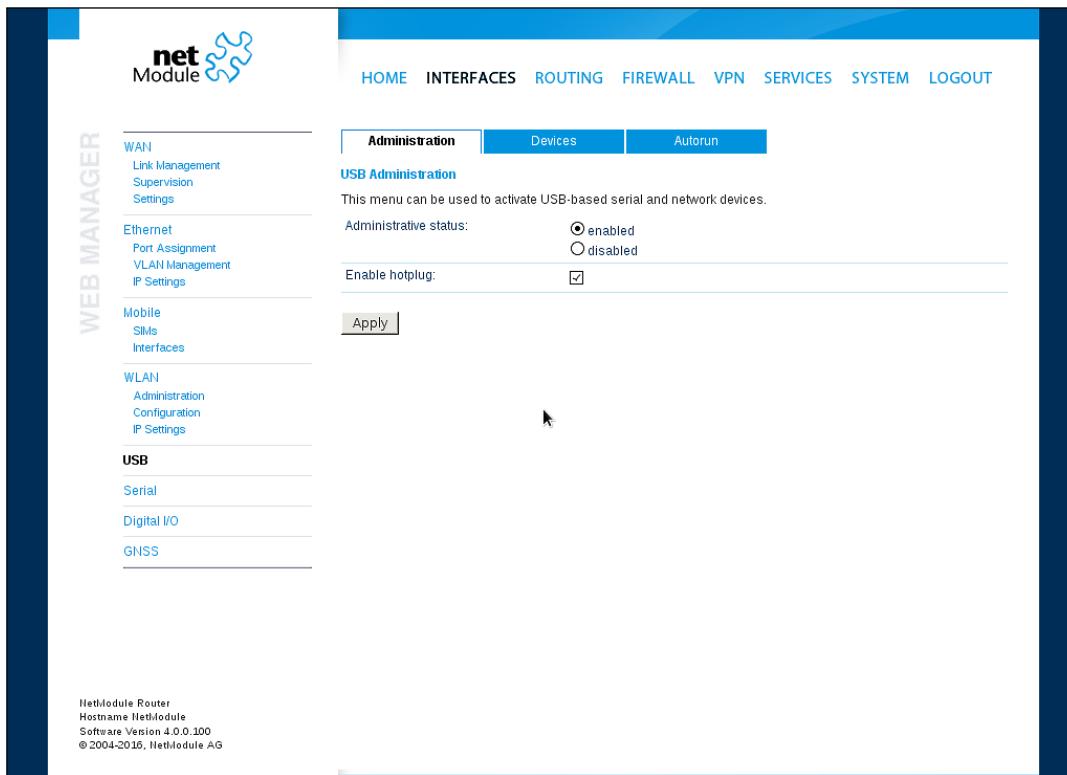 net
Module
HOME INTERFACES ROUTING FIREWALL VPN SERVICES SYSTEM LOGOUT
WEB MANAGER
WAN
Link Management
Supervision
Settings
Ethernet
Port Assignment
VLAN Management
IP Settings
Mobile
SIMs
Interfaces
WLAN
Administration
Configuration
IP Settings
USB
Serial
Digital I/O
GNSS
Administration Devices Autorun
USB Administration
This menu can be used to activate USB-based serial and network devices.
Administrative status: enabled
disabled
Enable hotplug:
Apply
NetModule Router
Hostname NetModule
Software Version 4.0.0.100
© 2004-2016, NetModule AG